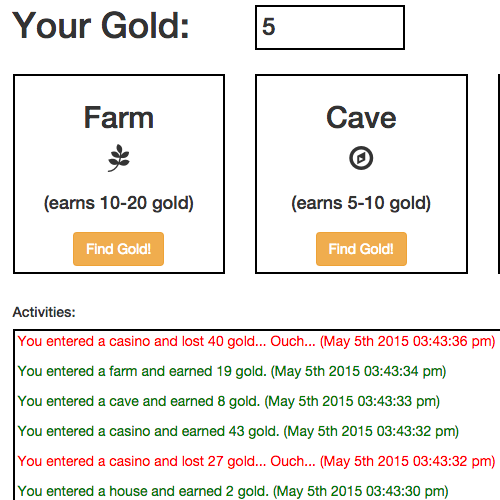 Your Gold: 5
Farm Cave
(earns 10-20 gold) (earns 5-10 gold)
Find Gold! Find Gold!
Activities:
You entered a casino and lost 40 gold... Ouch... (May 5th 2015 03:43:36 pm)
You entered a farm and earned 19 gold. (May 5th 2015 03:43:34 pm)
You entered a cave and earned 8 gold. (May 5th 2015 03:43:33 pm)
You entered a casino and earned 43 gold. (May 5th 2015 03:43:32 pm)
You entered a casino and lost 27 gold... Ouch... (May 5th 2015 03:43:32 pm)
You entered a house and earned 2 gold. (May 5th 2015 03:43:30 pm)